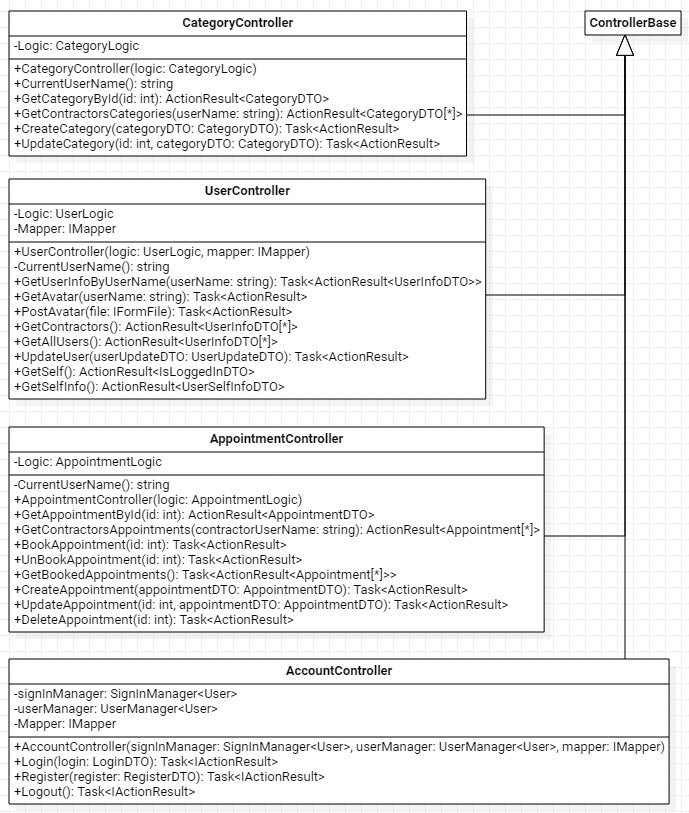 CategoryController
-Logic: CategoryLogic
+CategoryController(logic: CategoryLogic)
+CurrentUserName(): string
+GetCategoryById(id: int): ActionResult<CategoryDTO>
+GetContractorsCategories(userName: string): ActionResult<CategoryDTO[*]>
+CreateCategory(categoryDTO: CategoryDTO): Task<ActionResult>
+UpdateCategory(id: int, categoryDTO: CategoryDTO): Task<ActionResult>
ControllerBase
UserController
-Logic: UserLogic
-Mapper: IMapper
+UserController(logic: UserLogic, mapper: IMapper)
-CurrentUserName(): string
+GetUserInfoByUserName(userName: string): Task<ActionResult<UserInfoDTO>>
+GetAvatar(userName: string): Task<ActionResult>
+PostAvatar(file: IFormFile): Task<ActionResult>
+GetContractors(): ActionResult<UserInfoDTO[*]>
+GetAllUsers(): ActionResult<UserInfoDTO[*]>
+UpdateUser(userUpdateDTO: UserUpdateDTO): Task<ActionResult>
+GetSelf(): ActionResult<IsLoggedInDTO>
+GetSelfInfo(): ActionResult<UserSelfInfoDTO>
AppointmentController
-Logic: AppointmentLogic
-CurrentUserName(): string
+AppointmentController(logic: AppointmentLogic)
+GetAppointmentById(id: int): ActionResult<AppointmentDTO>
+GetContractorsAppointments(contractorUserName: string): ActionResult<Appointment[*]>
+BookAppointment(id: int): Task<ActionResult>
+UnBookAppointment(id: int): Task<ActionResult>
+GetBookedAppointments(): Task<ActionResult<Appointment[*]>>
+CreateAppointment(appointmentDTO: AppointmentDTO): Task<ActionResult>
+UpdateAppointment(id: int, appointmentDTO: AppointmentDTO): Task<ActionResult>
+DeleteAppointment(id: int): Task<ActionResult>
AccountController
-signInManager: SignInManager<User>
-userManager: UserManager<User>
-Mapper: IMapper
+AccountController(signInManager: SignInManager<User>, userManager: UserManager<User>, mapper: IMapper)
+Login(login: LoginDTO): Task<IActionResult>
+Register(register: RegisterDTO): Task<IActionResult>
+Logout(): Task<IActionResult>